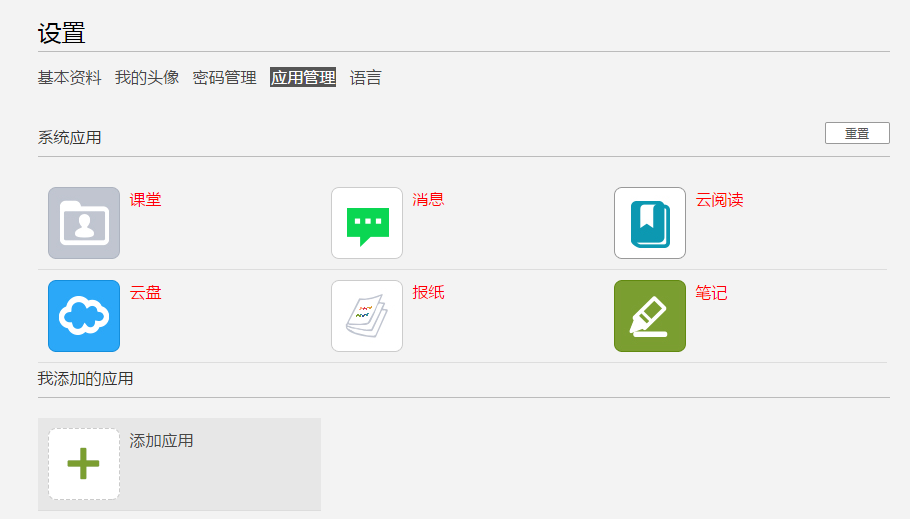 设置
基本资料 我的头像 密码管理 应用管理 语言
系统应用 重置
课堂 消息 云阅读
云盘 报纸 笔记
我添加的应用
添加应用